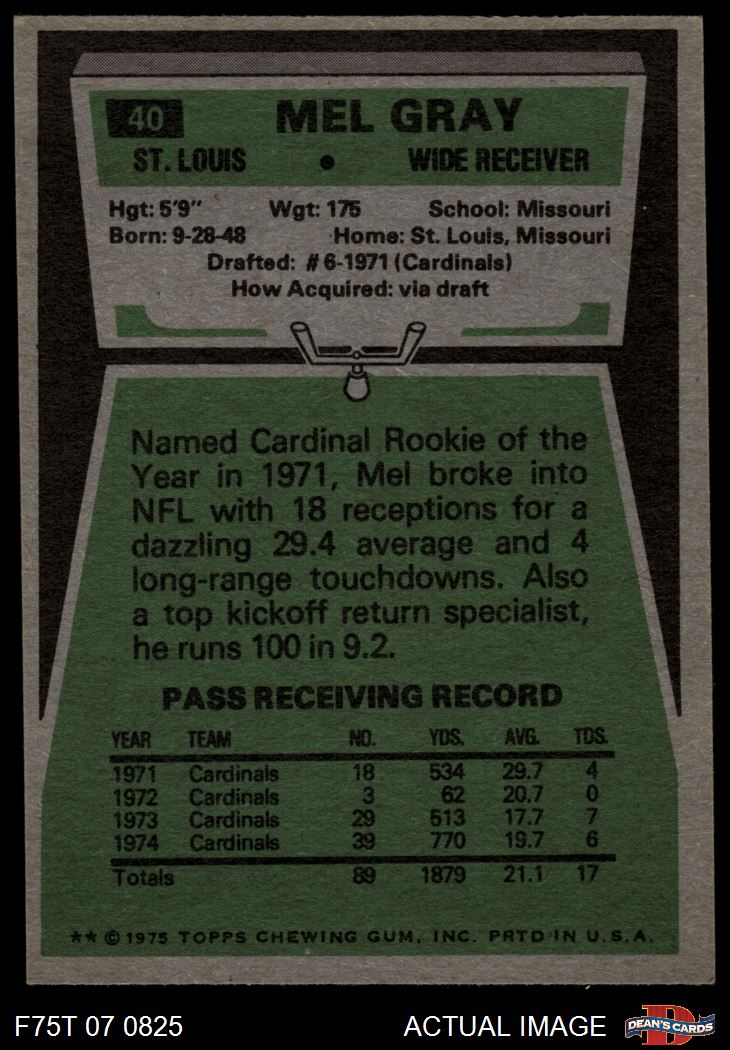 40 MEL GRAY
ST. LOUIS • WIDE RECEIVER
Hgt: 5'9" Wgt: 175 School: Missouri
Born: 9-28-48 Home: St. Louis, Missouri
Drafted: #6-1971 (Cardinals)
How Acquired: via draft
Named Cardinal Rookie of the
Year in 1971, Mel broke into
NFL with 18 receptions for a
dazzling 29.4 average and 4
long-range touchdowns. Also
a top kickoff return specialist,
he runs 100 in 9.2.
PASS RECEIVING RECORD
YEAR TEAM NO. YDS. AVG. TDS.
1971 Cardinals 18 534 29.7 4
1972 Cardinals 3 62 20.7 0
1973 Cardinals 29 513 17.7 7
1974 Cardinals 39 770 19.7 6
Totals 89 1879 21.1 17
** © 1975 TOPPS CHEWING GUM, INC. PRTD IN U.S.A.
F75T 07 0825 ACTUAL IMAGE D DEAN'S CARDS